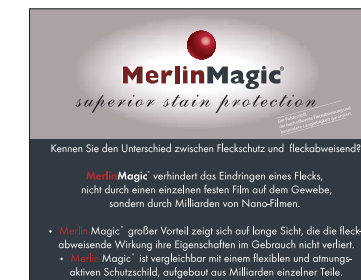 MerlinMagic®
superior stain protection
Kennen Sie den Unterschied zwischen Fleckschutz und fleckabweisend?
MerlinMagic® verhindert das Eindringen eines Flecks,
nicht durch einen einzelnen festen Film auf dem Gewebe,
sondern durch Milliarden von Nano-Filmen.
• Merlin Magic® großer Vorteil zeigt sich auf lange Sicht, die die fleck-
abweisende Wirkung ihre Eigenschaften im Gebrauch nicht verliert.
• Merlin Magic® ist vergleichbar mit einem flexiblen und atmungs-
aktiven Schutzschild, aufgebaut aus Milliarden einzelner Teile.